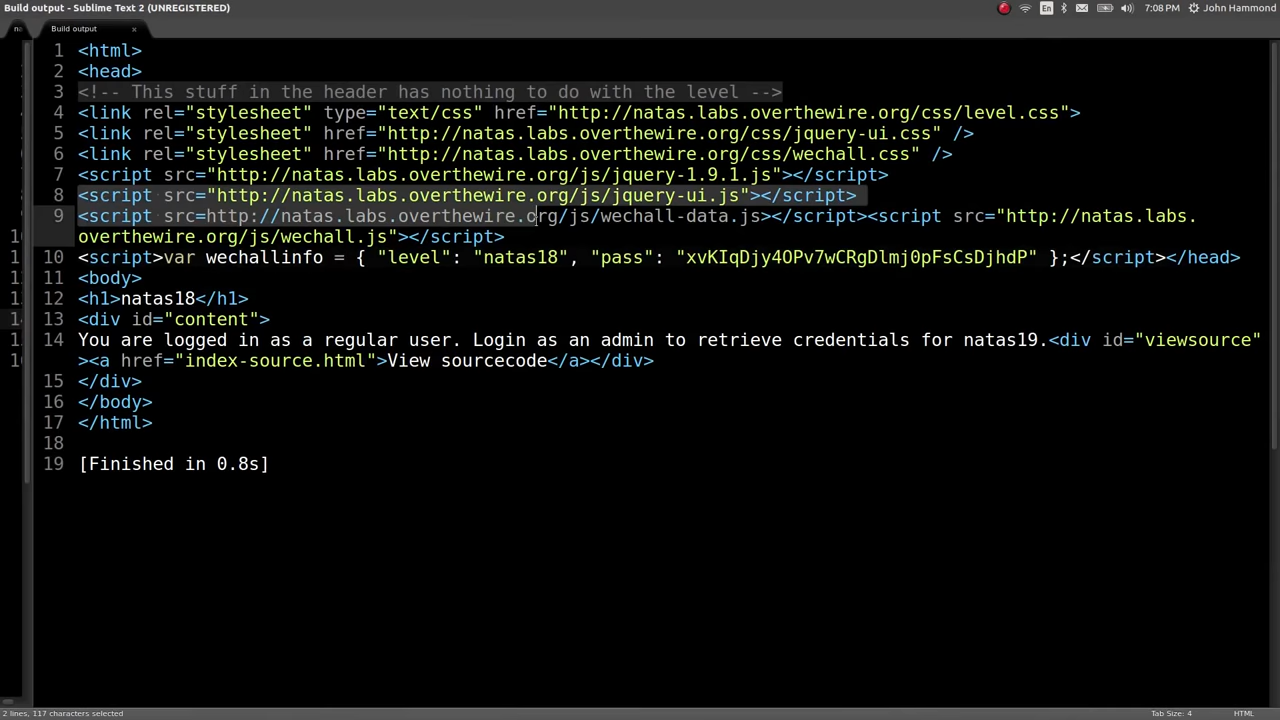 Build output - Sublime Text 2 (UNREGISTERED)
En
7:08 PM
John Hammond
na
Build output ×
1 <html>
2 <head>
3 <!-- This stuff in the header has nothing to do with the level -->
4 <link rel="stylesheet" type="text/css" href="http://natas.labs.overthewire.org/css/level.css">
5 <link rel="stylesheet" href="http://natas.labs.overthewire.org/css/jquery-ui.css" />
6 <link rel="stylesheet" href="http://natas.labs.overthewire.org/css/wechall.css" />
7 <script src="http://natas.labs.overthewire.org/js/jquery-1.9.1.js"></script>
8 <script src="http://natas.labs.overthewire.org/js/jquery-ui.js"></script>
9 <script src=http://natas.labs.overthewire.org/js/wechall-data.js></script><script src="http://natas.labs.
overthewire.org/js/wechall.js"></script>
10 <script>var wechallinfo = { "level": "natas18", "pass": "xvKIqDjy4OPv7wCRgDlmj0pFsCsDjhdP" };</script></head>
11 <body>
12 <h1>natas18</h1>
13 <div id="content">
14 You are logged in as a regular user. Login as an admin to retrieve credentials for natas19.<div id="viewsource"
><a href="index-source.html">View sourcecode</a></div>
15 </div>
16 </body>
17 </html>
18
19 [Finished in 0.8s]
2 lines, 117 characters selected
Tab Size: 4
HTML